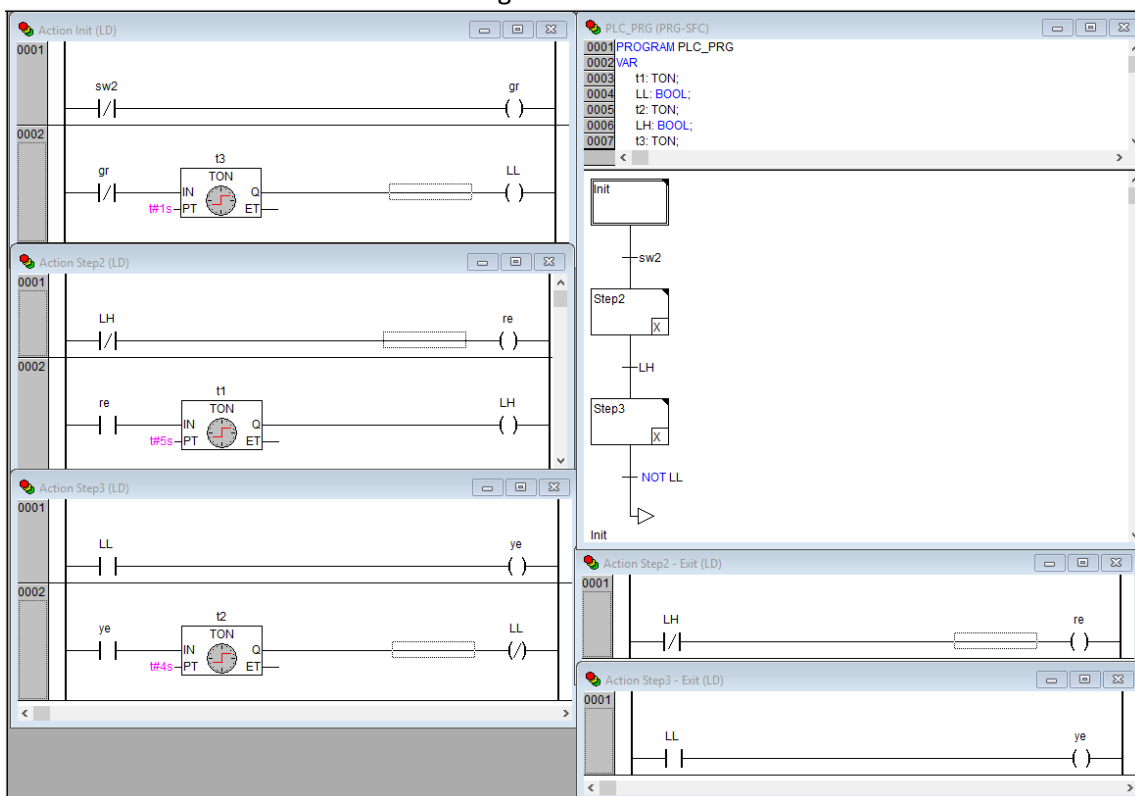 Action Init (LD)
0001
sw2
gr
0002
t3
TON
gr
LL
IN
Q
t#1s
PT
ET
Action Step2 (LD)
0001
LH
re
0002
t1
TON
re
LH
IN
Q
t#5s
PT
ET
Action Step3 (LD)
0001
LL
ye
0002
t2
TON
ye
LL
IN
Q
t#4s
PT
ET
PLC_PRG (PRG-SFC)
0001 PROGRAM PLC_PRG
0002 VAR
0003 t1: TON;
0004 LL: BOOL;
0005 t2: TON;
0006 LH: BOOL;
0007 t3: TON;
Init
sw2
Step2
X
LH
Step3
X
NOT LL
Init
Action Step2 - Exit (LD)
0001
LH
re
Action Step3 - Exit (LD)
0001
LL
ye